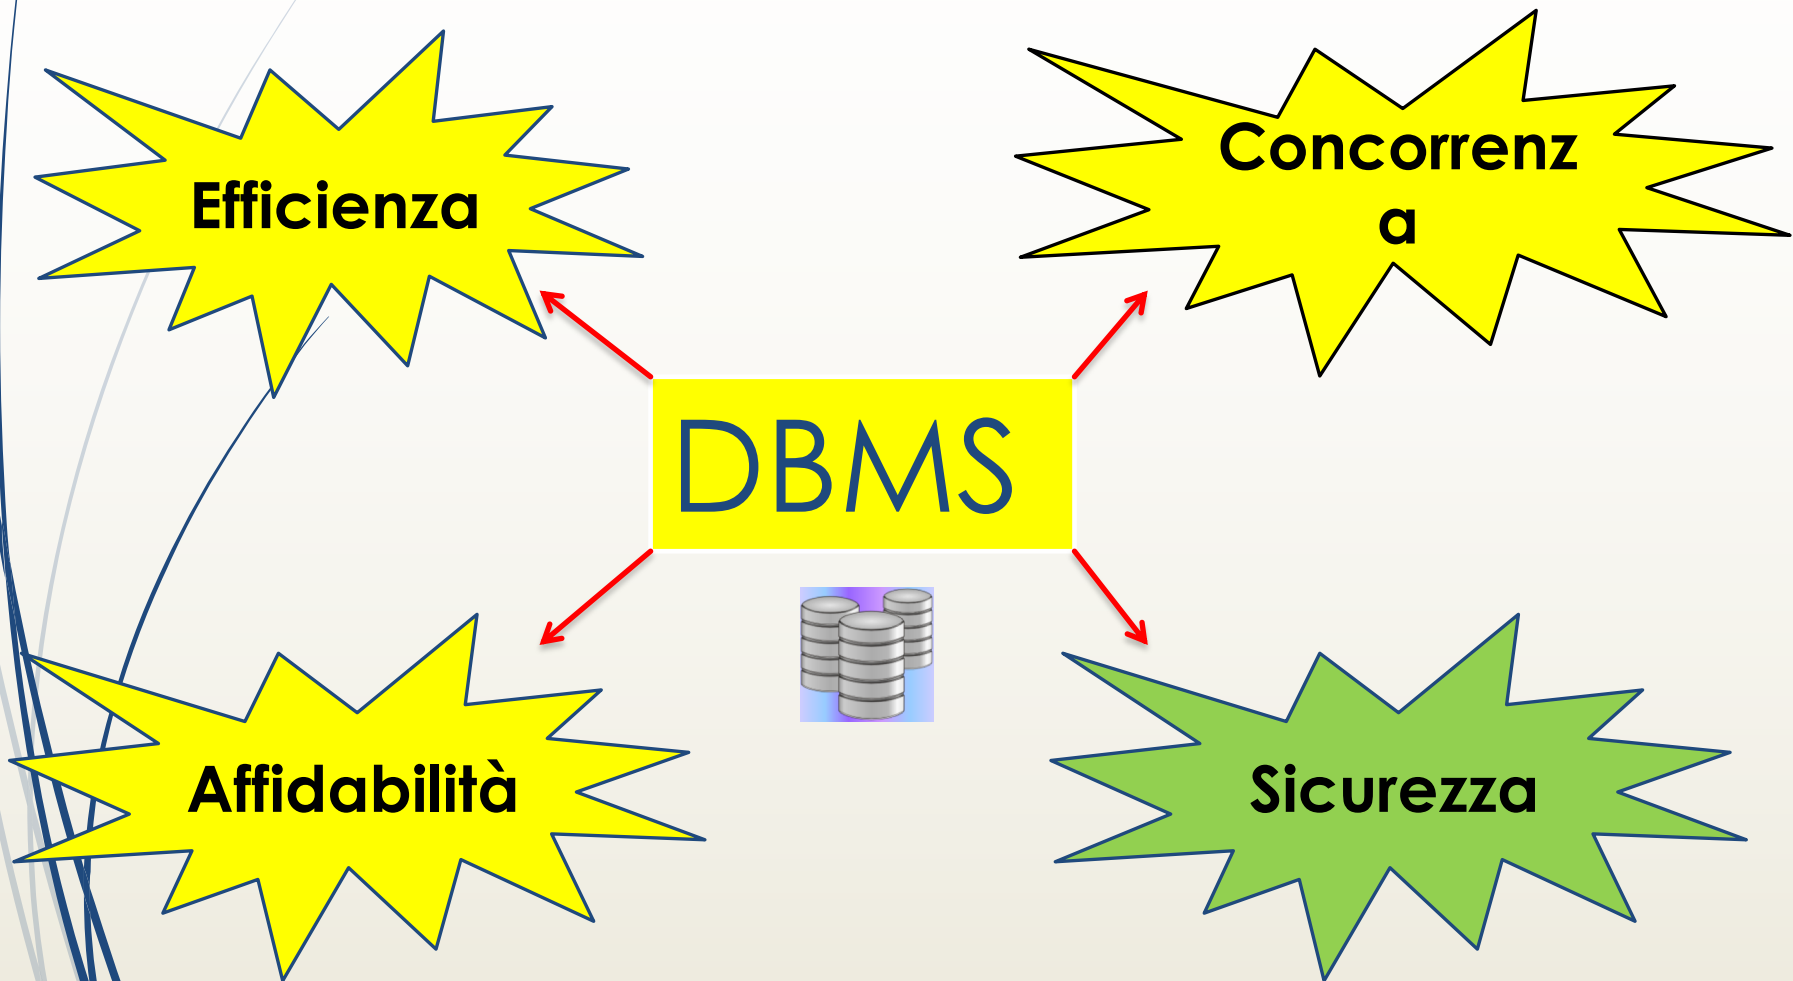 Efficienza
Concorrenz
a
DBMS
Affidabilità
Sicurezza